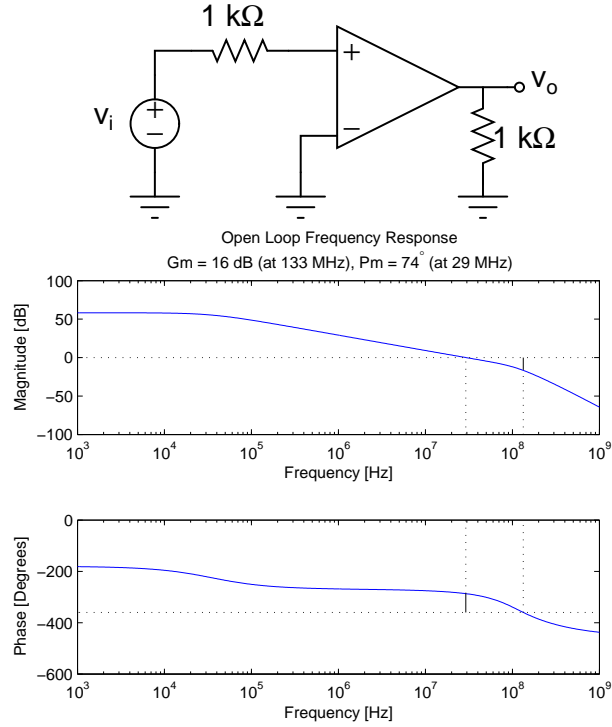 1 kΩ
+
−
v_i
+
−
v_o
1 kΩ
Open Loop Frequency Response
Gm = 16 dB (at 133 MHz), Pm = 74° (at 29 MHz)
100
50
0
−50
−100
Magnitude [dB]
10^3 10^4 10^5 10^6 10^7 10^8 10^9
Frequency [Hz]
0
−200
−400
−600
Phase [Degrees]
10^3 10^4 10^5 10^6 10^7 10^8 10^9
Frequency [Hz]